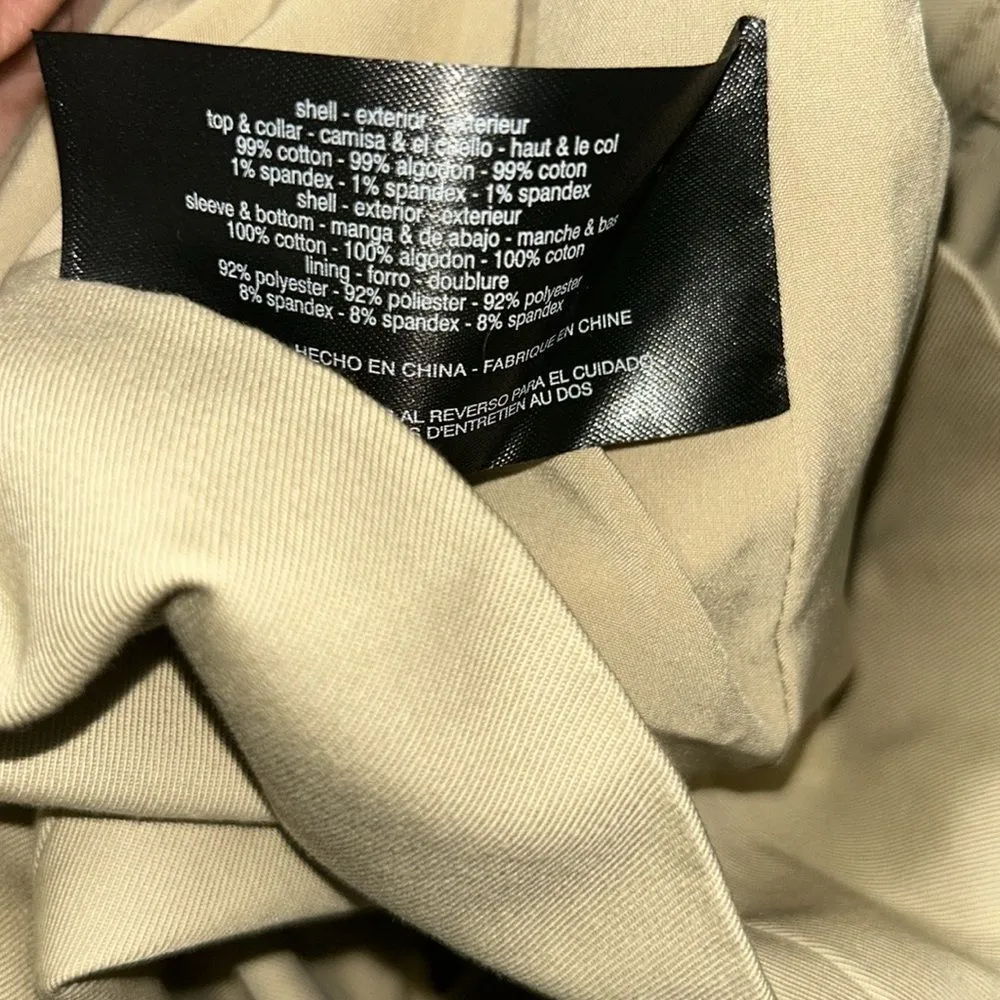 shell - exterior - exterieur
top & collar - camisa & el cuello - haut & le col
99% cotton - 99% algodon - 99% coton
1% spandex - 1% spandex - 1% spandex
shell - exterior - exterieur
sleeve & bottom - manga & de abajo - manche & bas
100% cotton - 100% algodon - 100% coton
lining - forro - doublure
92% polyester - 92% poliester - 92% polyester
8% spandex - 8% spandex - 8% spandex
HECHO EN CHINA - FABRIQUE EN CHINE
AL REVERSO PARA EL CUIDADO
D'ENTRETIEN AU DOS